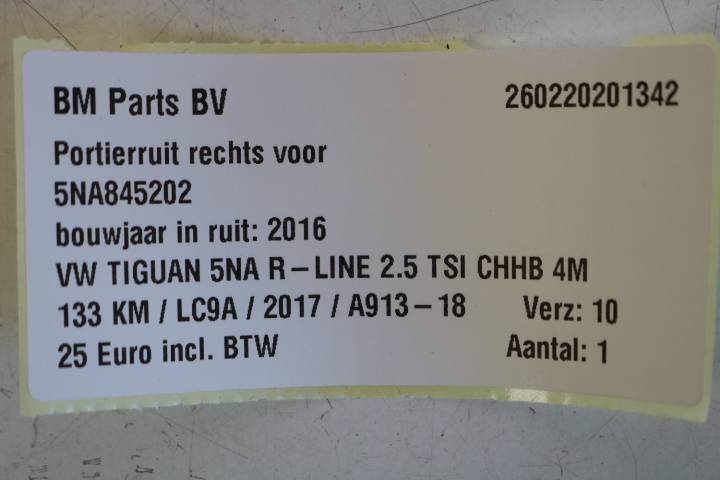 BM Parts BV 260220201342
Portierruit rechts voor
5NA845202
bouwjaar in ruit: 2016
VW TIGUAN 5NA R-LINE 2.5 TSI CHHB 4M
133 KM / LC9A / 2017 / A913-18 Verz: 10
25 Euro incl. BTW Aantal: 1